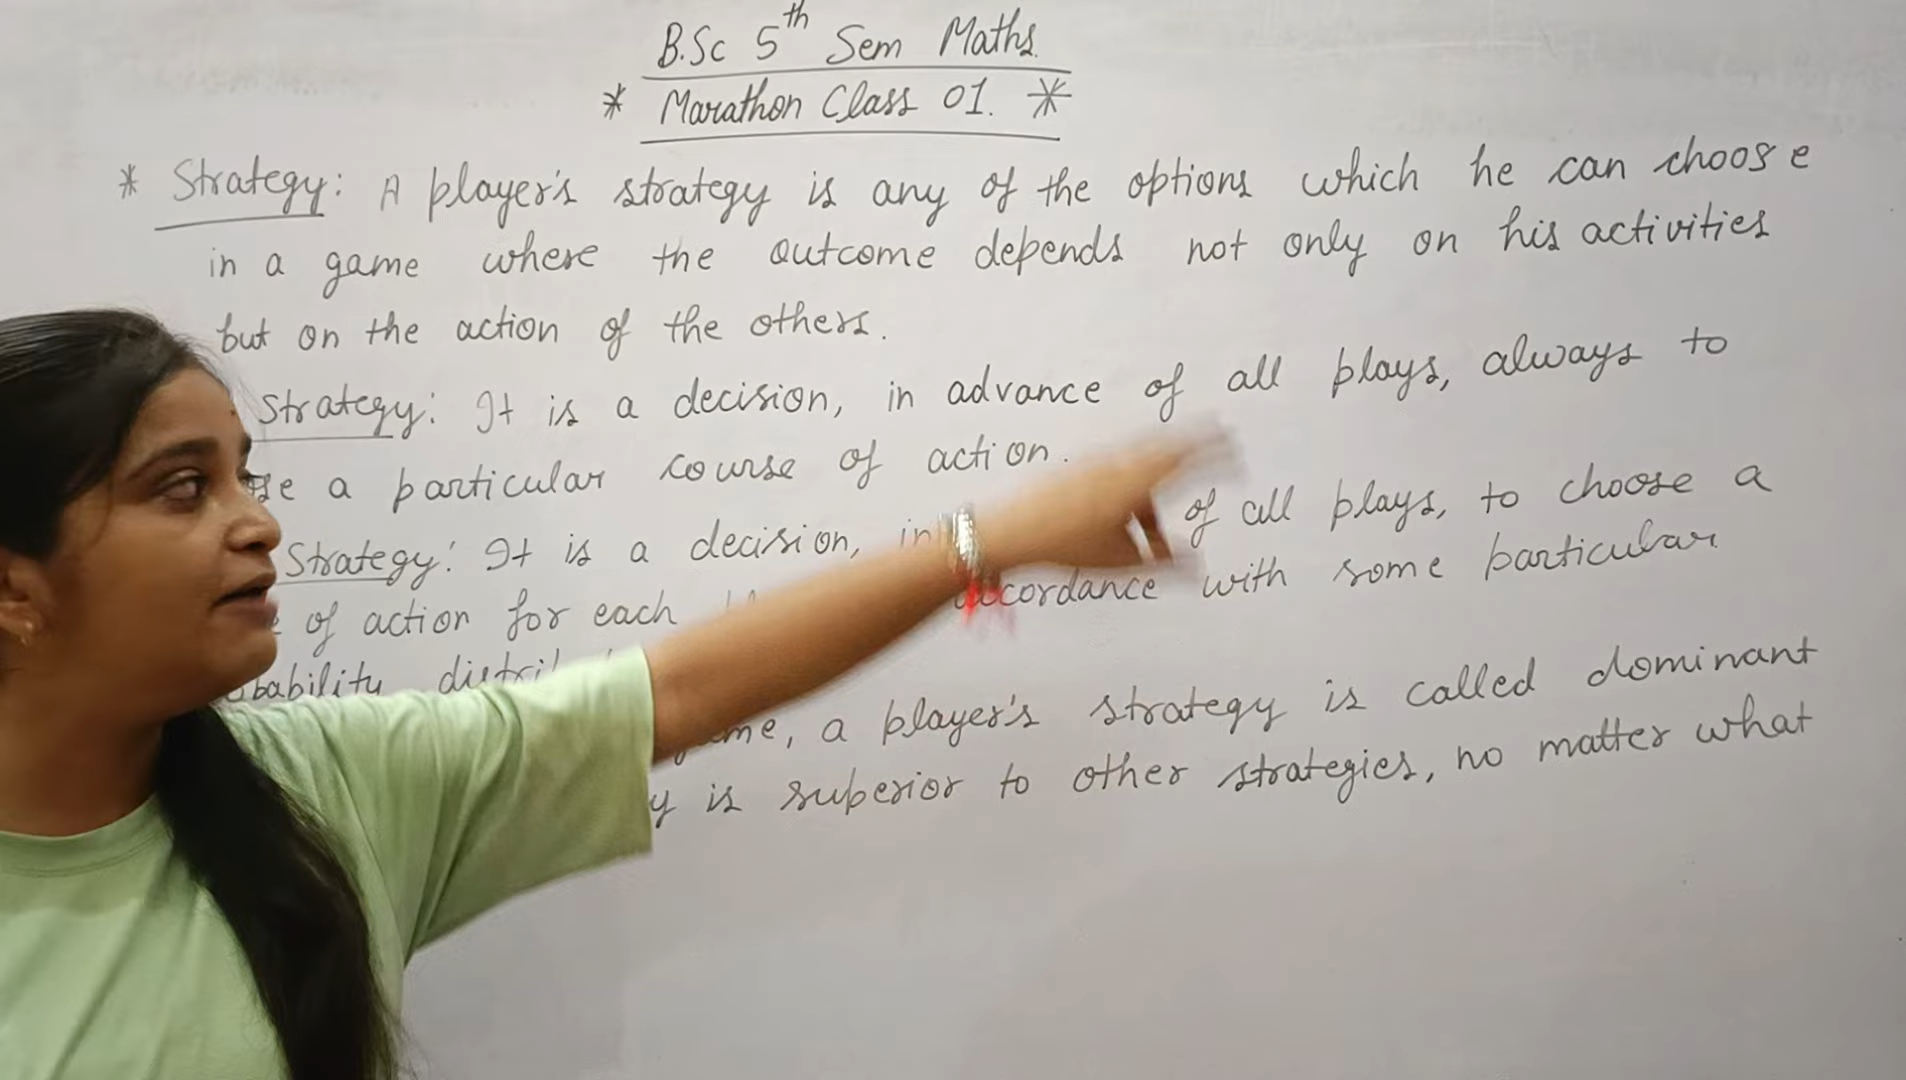 B.Sc 5th Sem Maths.
* Marathon Class 01. *
* Strategy: A player's strategy is any of the options which he can choose
in a game where the outcome depends not only on his activities
but on the action of the others.
Strategy: It is a decision, in advance of all plays, always to
a particular course of action.
Strategy: It is a decision, in of all plays, to choose a
of action for each accordance with some particular
a player's strategy is called dominant
is superior to other strategies, no matter what